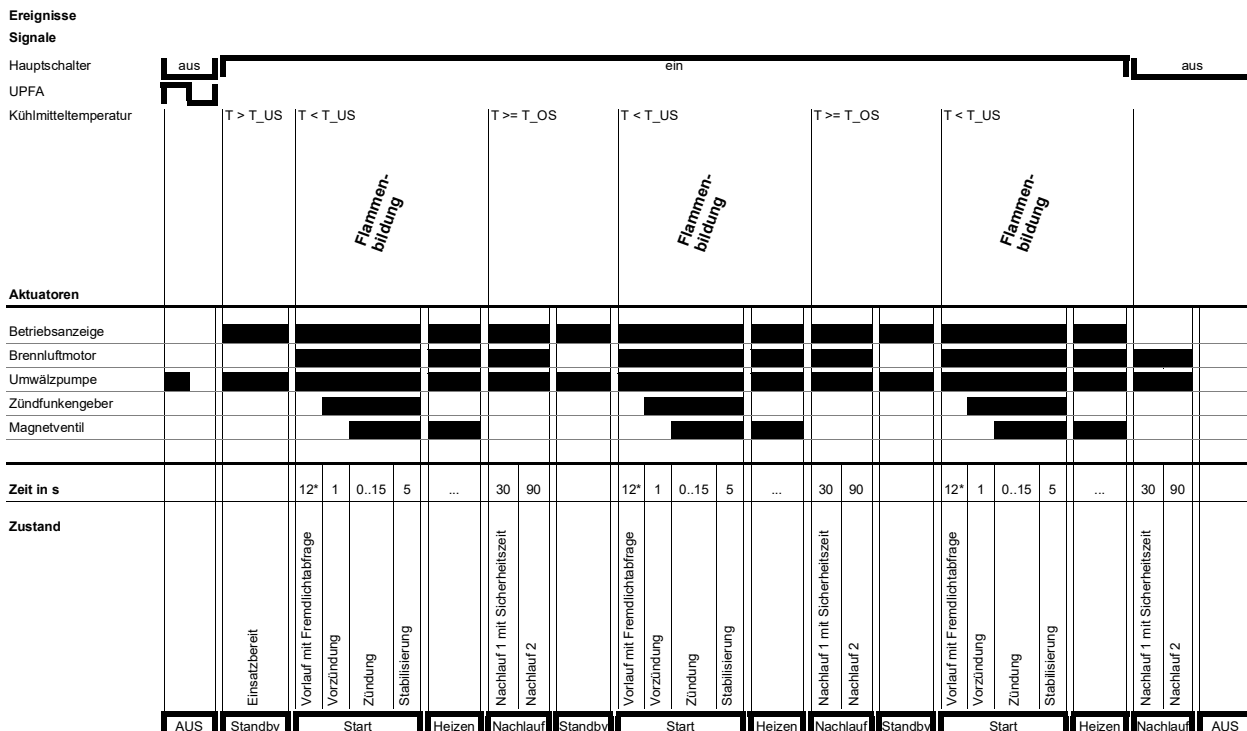 Ereignisse
Signale
Hauptschalter aus ein aus
UPFA
Kühlmitteltemperatur T > T_US T < T_US T >= T_OS T < T_US T >= T_OS T < T_US
Flammen-
bildung
Flammen-
bildung
Flammen-
bildung
Aktuatoren
Betriebsanzeige
Brennluftmotor
Umwälzpumpe
Zündfunkengeber
Magnetventil
Zeit in s 12* 1 0..15 5 ... 30 90 12* 1 0..15 5 ... 30 90 12* 1 0..15 5 ... 30 90
Zustand
Einsatzbereit
Vorlauf mit Fremdlichtabfrage
Vorzündung
Zündung
Stabilisierung
Nachlauf 1 mit Sicherheitszeit
Nachlauf 2
Vorlauf mit Fremdlichtabfrage
Vorzündung
Zündung
Stabilisierung
Nachlauf 1 mit Sicherheitszeit
Nachlauf 2
Vorlauf mit Fremdlichtabfrage
Vorzündung
Zündung
Stabilisierung
Nachlauf 1 mit Sicherheitszeit
Nachlauf 2
AUS Standby Start Heizen Nachlauf Standby Start Heizen Nachlauf Standby Start Heizen Nachlauf AUS